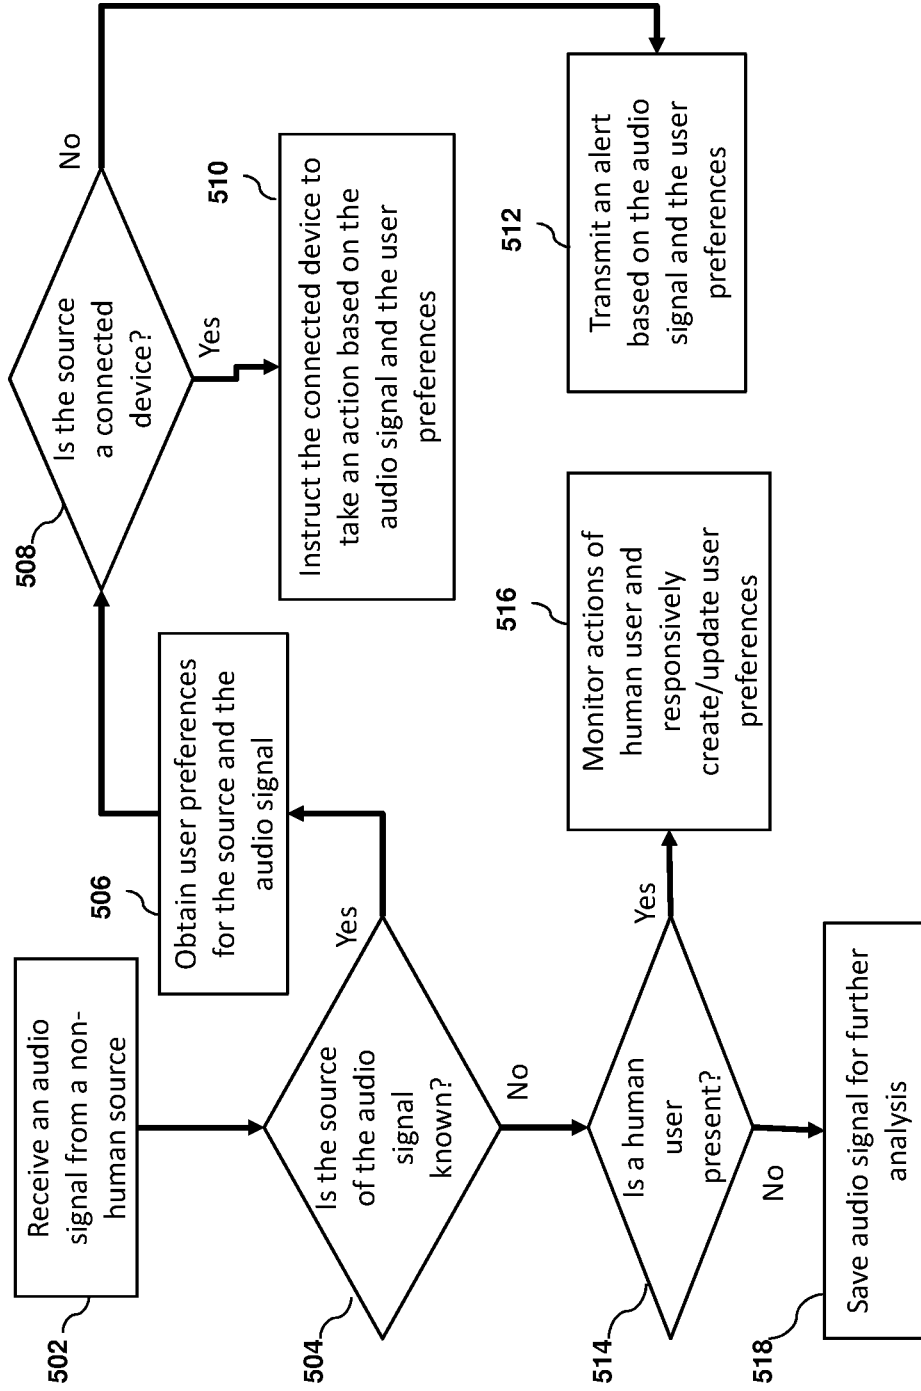 502
Receive an audio
signal from a non-
human source
504
Is the source
of the audio
signal
known?
Yes
No
506
Obtain user preferences
for the source and the
audio signal
508
Is the source
a connected
device?
Yes
No
510
Instruct the connected device to
take an action based on the
audio signal and the user
preferences
512
Transmit an alert
based on the audio
signal and the user
preferences
514
Is a human
user
present?
Yes
No
516
Monitor actions of
human user and
responsively
create/update user
preferences
518
Save audio signal for further
analysis